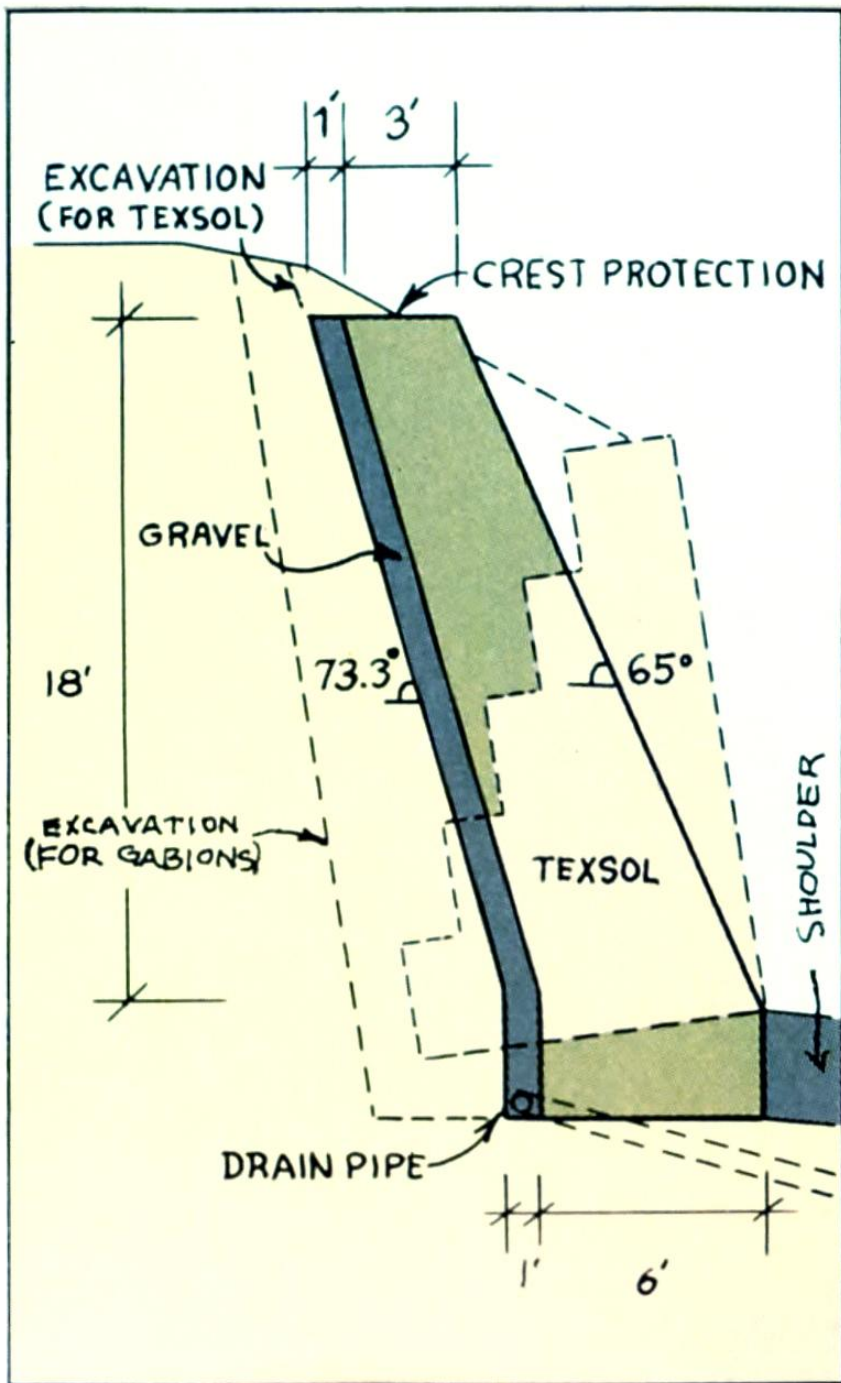 1' 3'
EXCAVATION
(FOR TEXSOL)
CREST PROTECTION
GRAVEL
18'
73.3°
65°
EXCAVATION
(FOR GABIONS)
TEXSOL
SHOULDER
DRAIN PIPE
1' 6'